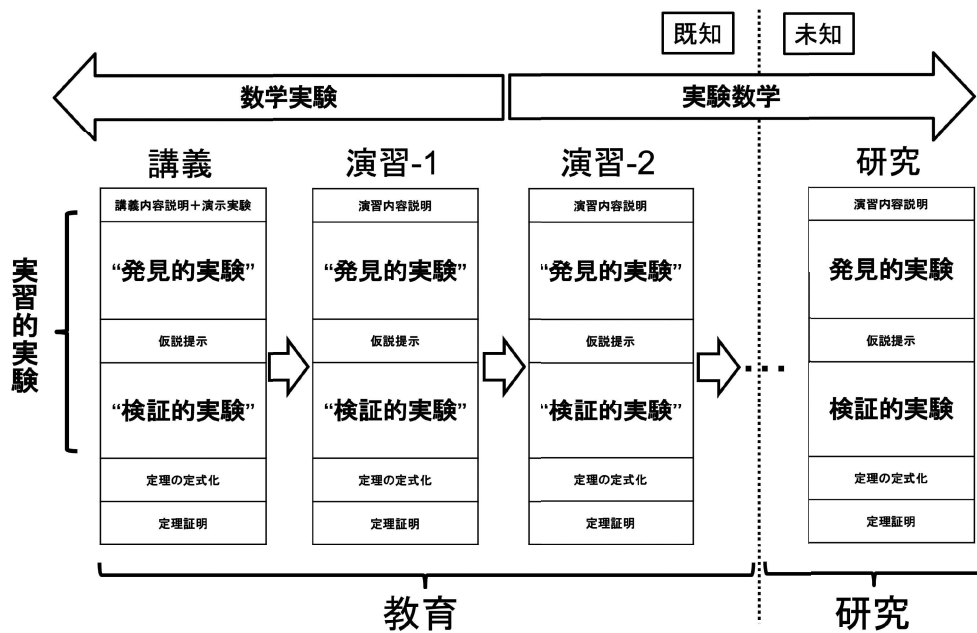 既知
未知
数学実験
実験数学
講義
演習-1
演習-2
研究
実習的実験
講義内容説明+演示実験
“発見的実験”
仮説提示
“検証的実験”
定理の定式化
定理証明
演習内容説明
“発見的実験”
仮説提示
“検証的実験”
定理の定式化
定理証明
演習内容説明
“発見的実験”
仮説提示
“検証的実験”
定理の定式化
定理証明
演習内容説明
発見的実験
仮説提示
検証的実験
定理の定式化
定理証明
教育
研究